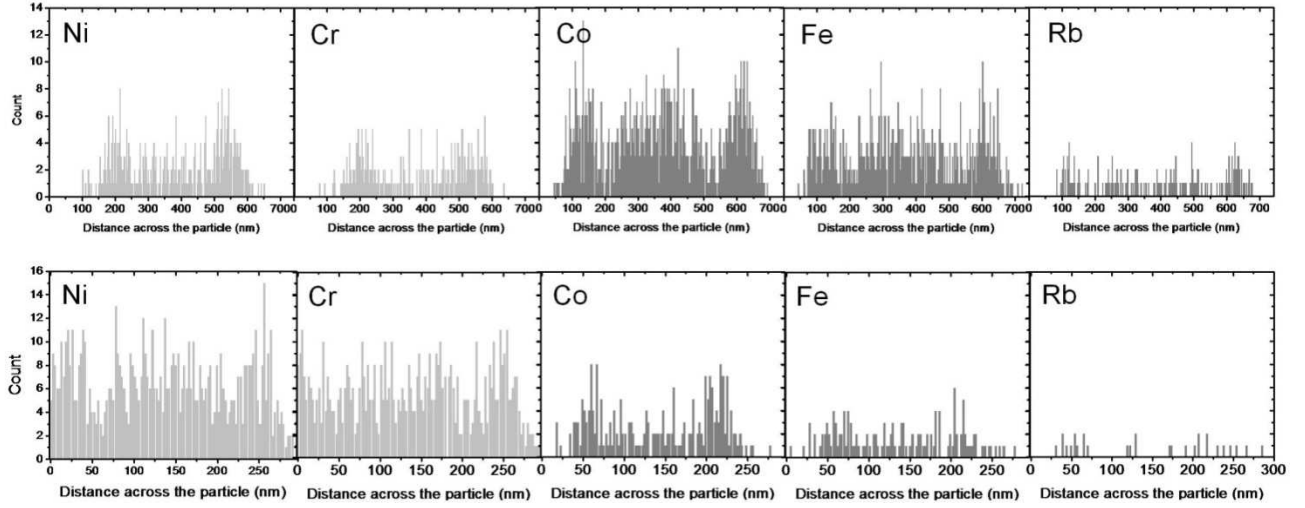 14
12
10
8
6
4
2
0
Count
Ni
Cr
Co
Fe
Rb
0 100 200 300 400 500 600 7000 100 200 300 400 500 600 7000 100 200 300 400 500 600 7000 100 200 300 400 500 600 7000 100 200 300 400 500 600 700
Distance across the particle (nm) Distance across the particle (nm) Distance across the particle (nm) Distance across the particle (nm) Distance across the particle (nm)
16
14
12
10
8
6
4
2
0
Count
Ni
Cr
Co
Fe
Rb
0 50 100 150 200 250 0 50 100 150 200 250 0 50 100 150 200 250 0 50 100 150 200 250 0 50 100 150 200 250 300
Distance across the particle (nm) Distance across the particle (nm) Distance across the particle (nm) Distance across the particle (nm) Distance across the particle (nm)